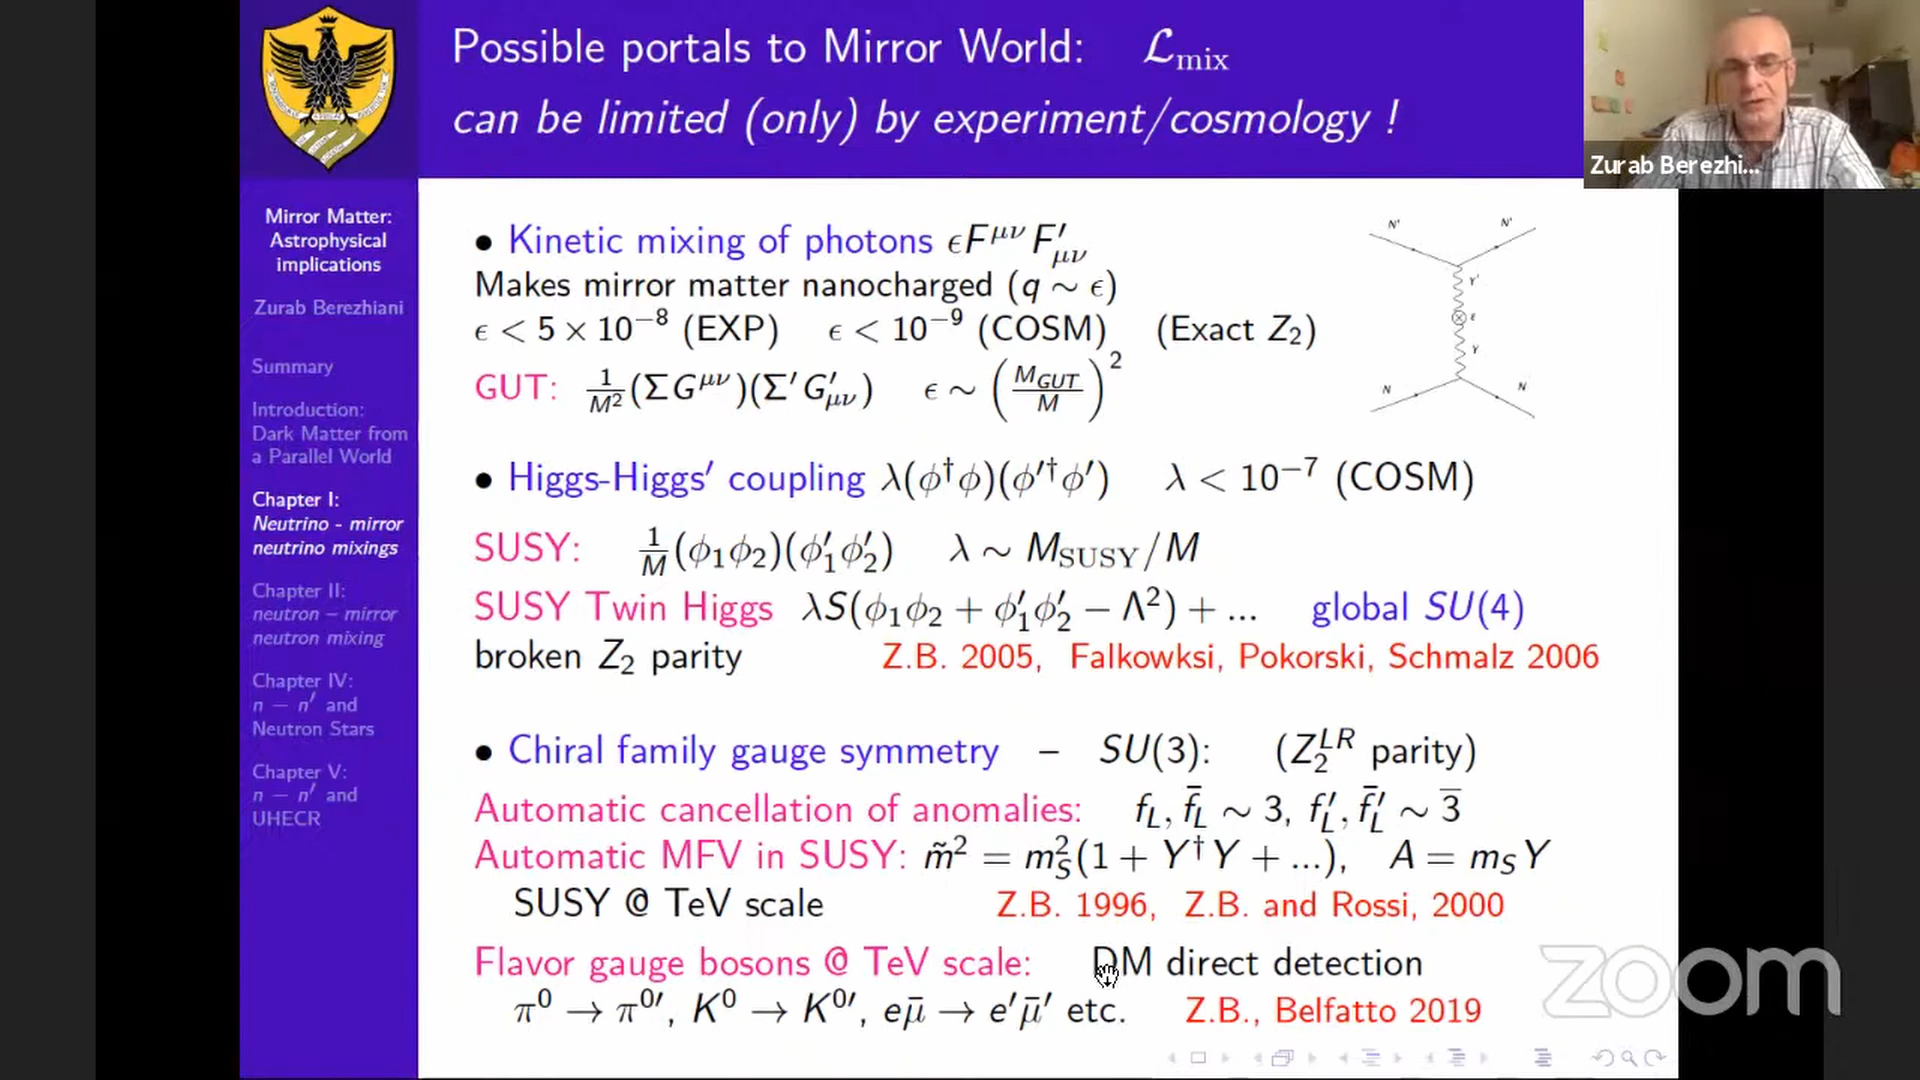 Possible portals to Mirror World: ℒ_mix
can be limited (only) by experiment/cosmology !
Zurab Berezhi...
Mirror Matter:
Astrophysical
implications
Zurab Berezhiani
Summary
Introduction:
Dark Matter from
a Parallel World
Chapter I:
Neutrino - mirror
neutrino mixings
Chapter II:
neutron – mirror
neutron mixing
Chapter IV:
n − n′ and
Neutron Stars
Chapter V:
n − n′ and
UHECR
• Kinetic mixing of photons ϵF^μν F′_μν
Makes mirror matter nanocharged (q ∼ ϵ)
ϵ < 5 × 10⁻⁸ (EXP) ϵ < 10⁻⁹ (COSM) (Exact Z₂)
GUT: 1/M² (ΣG^μν)(Σ′G′_μν) ϵ ∼ (M_GUT/M)²
N' N'
γ'
ε
γ
N N
• Higgs-Higgs′ coupling λ(ϕ†ϕ)(ϕ′†ϕ′) λ < 10⁻⁷ (COSM)
SUSY: 1/M (ϕ₁ϕ₂)(ϕ′₁ϕ′₂) λ ∼ M_SUSY/M
SUSY Twin Higgs λS(ϕ₁ϕ₂ + ϕ′₁ϕ′₂ − Λ²) + ... global SU(4)
broken Z₂ parity Z.B. 2005, Falkowksi, Pokorski, Schmalz 2006
• Chiral family gauge symmetry – SU(3): (Z₂^LR parity)
Automatic cancellation of anomalies: f_L, f̄_L ∼ 3, f′_L, f̄′_L ∼ 3̄
Automatic MFV in SUSY: m̃² = m_S²(1 + Y†Y + ...), A = m_S Y
SUSY @ TeV scale Z.B. 1996, Z.B. and Rossi, 2000
Flavor gauge bosons @ TeV scale: DM direct detection
π⁰ → π⁰′, K⁰ → K⁰′, eμ̄ → e′μ̄′ etc. Z.B., Belfatto 2019
zoom